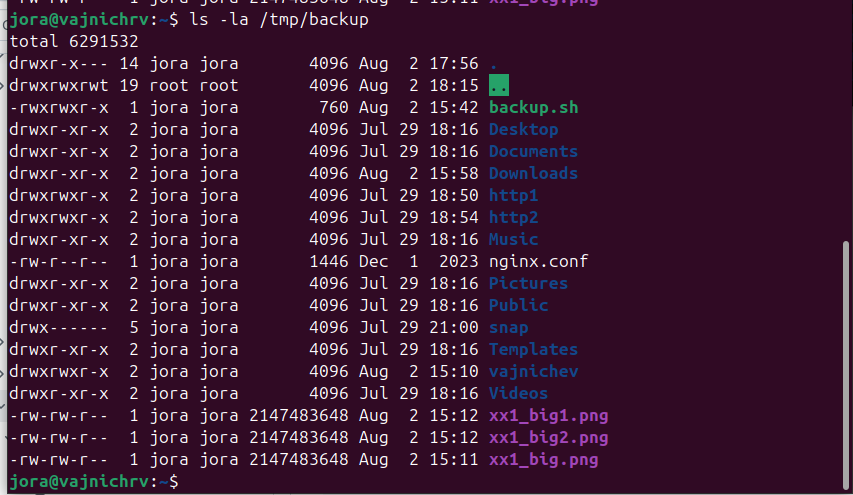 -rw-rw-r-- 1 jora jora 2147483648 Aug 2 15:11 xx1_big.png
jora@vajnichrv:~$ ls -la /tmp/backup
total 6291532
drwxr-x--- 14 jora jora 4096 Aug 2 17:56 .
drwxrwxrwt 19 root root 4096 Aug 2 18:15 ..
-rwxrwxr-x 1 jora jora 760 Aug 2 15:42 backup.sh
drwxr-xr-x 2 jora jora 4096 Jul 29 18:16 Desktop
drwxr-xr-x 2 jora jora 4096 Jul 29 18:16 Documents
drwxr-xr-x 2 jora jora 4096 Aug 2 15:58 Downloads
drwxrwxr-x 2 jora jora 4096 Jul 29 18:50 http1
drwxrwxr-x 2 jora jora 4096 Jul 29 18:54 http2
drwxr-xr-x 2 jora jora 4096 Jul 29 18:16 Music
-rw-r--r-- 1 jora jora 1446 Dec 1 2023 nginx.conf
drwxr-xr-x 2 jora jora 4096 Jul 29 18:16 Pictures
drwxr-xr-x 2 jora jora 4096 Jul 29 18:16 Public
drwx------ 5 jora jora 4096 Jul 29 21:00 snap
drwxr-xr-x 2 jora jora 4096 Jul 29 18:16 Templates
drwxrwxr-x 2 jora jora 4096 Aug 2 15:10 vajnichev
drwxr-xr-x 2 jora jora 4096 Jul 29 18:16 Videos
-rw-rw-r-- 1 jora jora 2147483648 Aug 2 15:12 xx1_big1.png
-rw-rw-r-- 1 jora jora 2147483648 Aug 2 15:12 xx1_big2.png
-rw-rw-r-- 1 jora jora 2147483648 Aug 2 15:11 xx1_big.png
jora@vajnichrv:~$